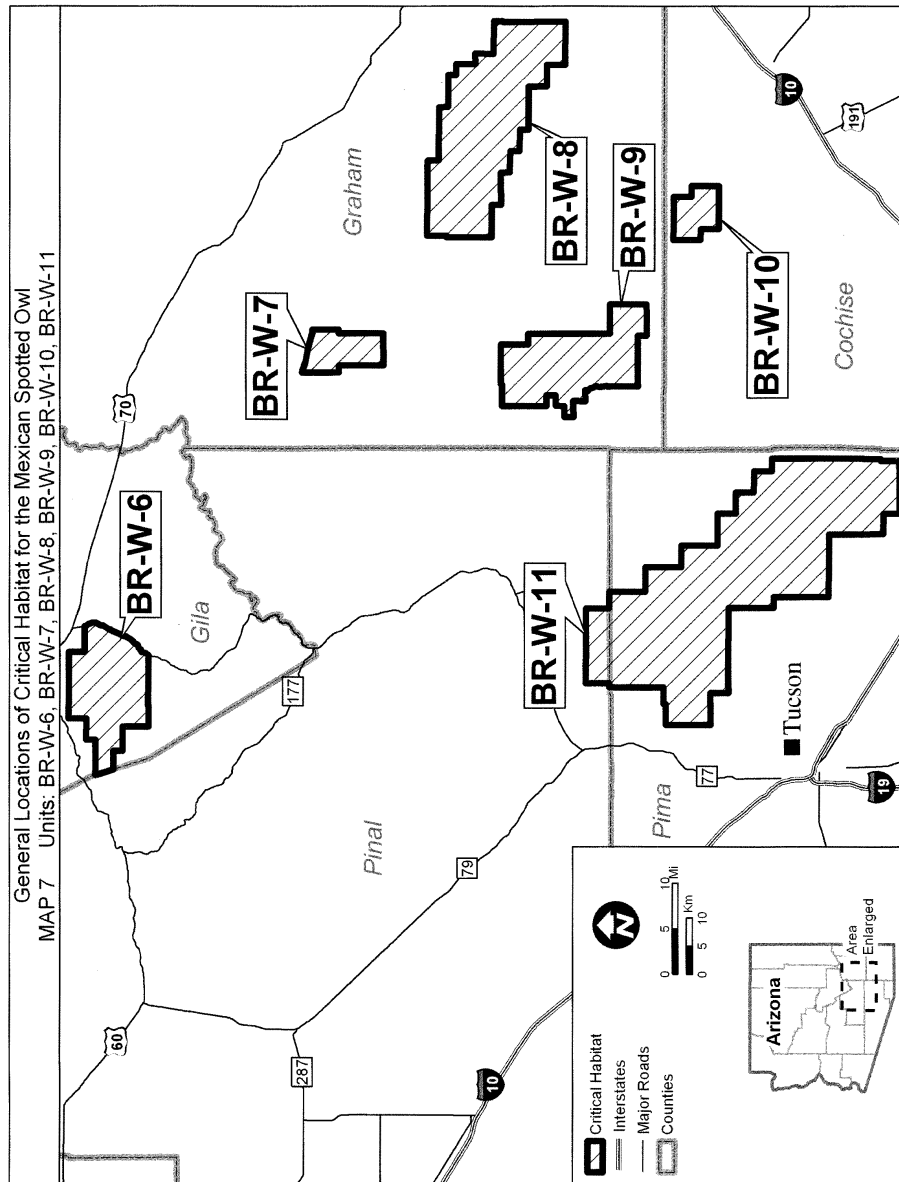 General Locations of Critical Habitat for the Mexican Spotted Owl
MAP 7 Units: BR-W-6, BR-W-7, BR-W-8, BR-W-9, BR-W-10, BR-W-11
60
70
BR-W-6
Gila
177
BR-W-7
Graham
287
Pinal
79
BR-W-8
10
BR-W-11
BR-W-9
BR-W-10
Pima
77
Tucson
19
Cochise
10
191
Critical Habitat
Interstates
Major Roads
Counties
N
0 5 10
Mi
Km
0 5 10
Arizona
Area
Enlarged